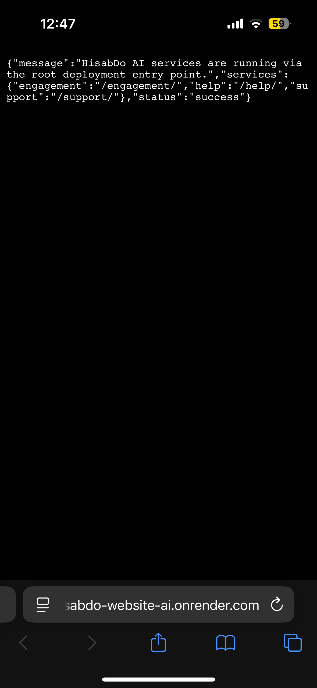 12:47
59
{"message":"HisabDo AI services are running via
the root deployment entry point.","services":
{"engagement":"/engagement/","help":"/help/","su
pport":"/support/"},"status":"success"}
sabdo-website-ai.onrender.com